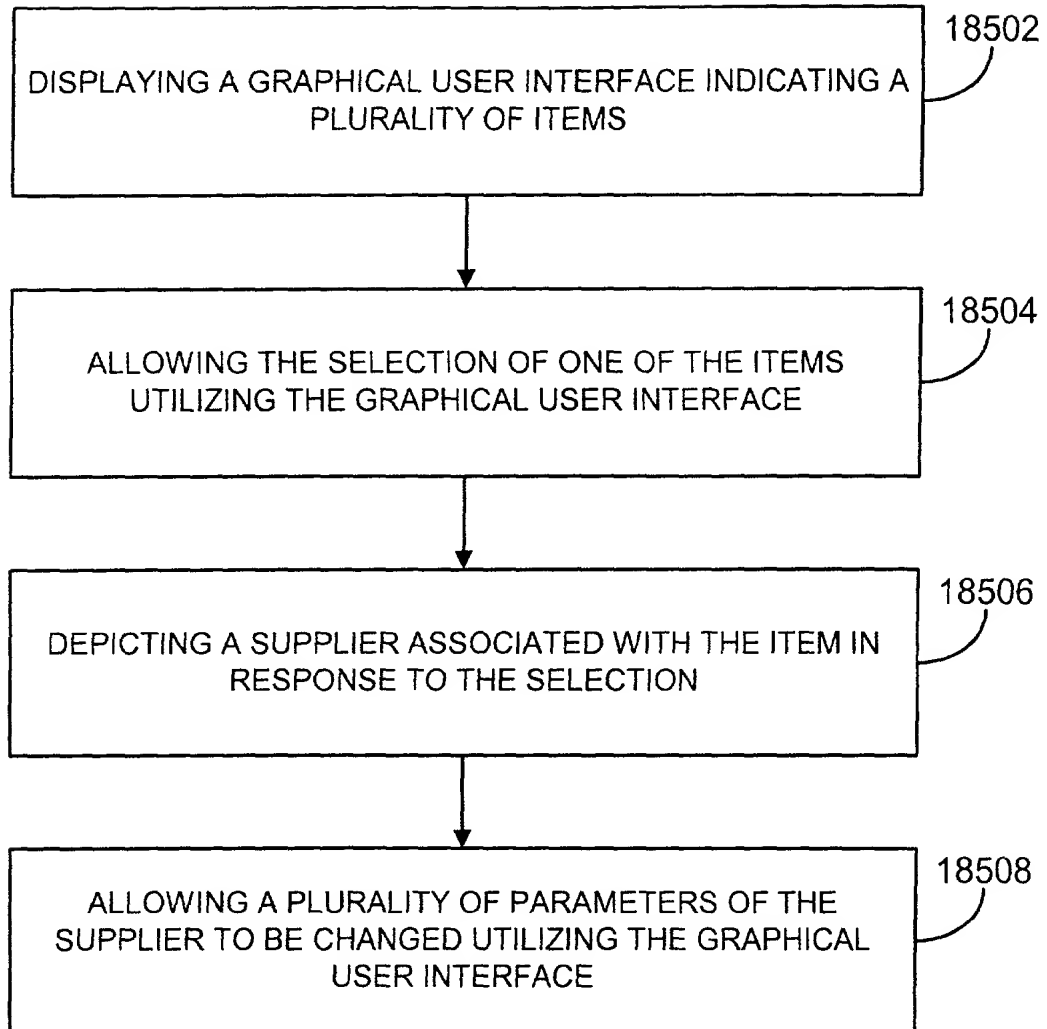 18502
DISPLAYING A GRAPHICAL USER INTERFACE INDICATING A
PLURALITY OF ITEMS
18504
ALLOWING THE SELECTION OF ONE OF THE ITEMS
UTILIZING THE GRAPHICAL USER INTERFACE
18506
DEPICTING A SUPPLIER ASSOCIATED WITH THE ITEM IN
RESPONSE TO THE SELECTION
18508
ALLOWING A PLURALITY OF PARAMETERS OF THE
SUPPLIER TO BE CHANGED UTILIZING THE GRAPHICAL
USER INTERFACE